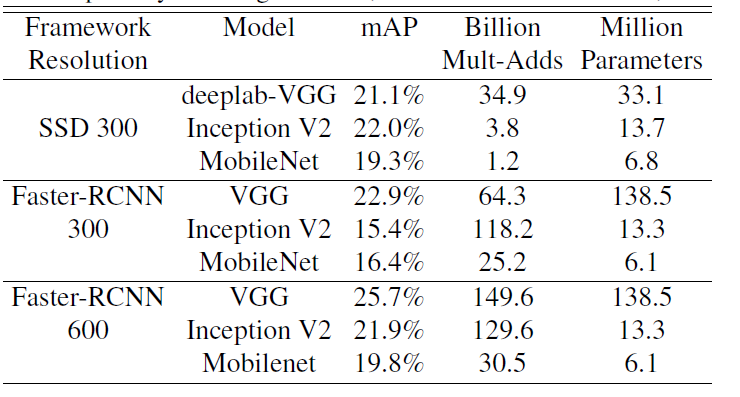 Framework Model mAP Billion Million
Resolution Mult-Adds Parameters
deeplab-VGG 21.1% 34.9 33.1
SSD 300 Inception V2 22.0% 3.8 13.7
MobileNet 19.3% 1.2 6.8
Faster-RCNN VGG 22.9% 64.3 138.5
300 Inception V2 15.4% 118.2 13.3
MobileNet 16.4% 25.2 6.1
Faster-RCNN VGG 25.7% 149.6 138.5
600 Inception V2 21.9% 129.6 13.3
Mobilenet 19.8% 30.5 6.1